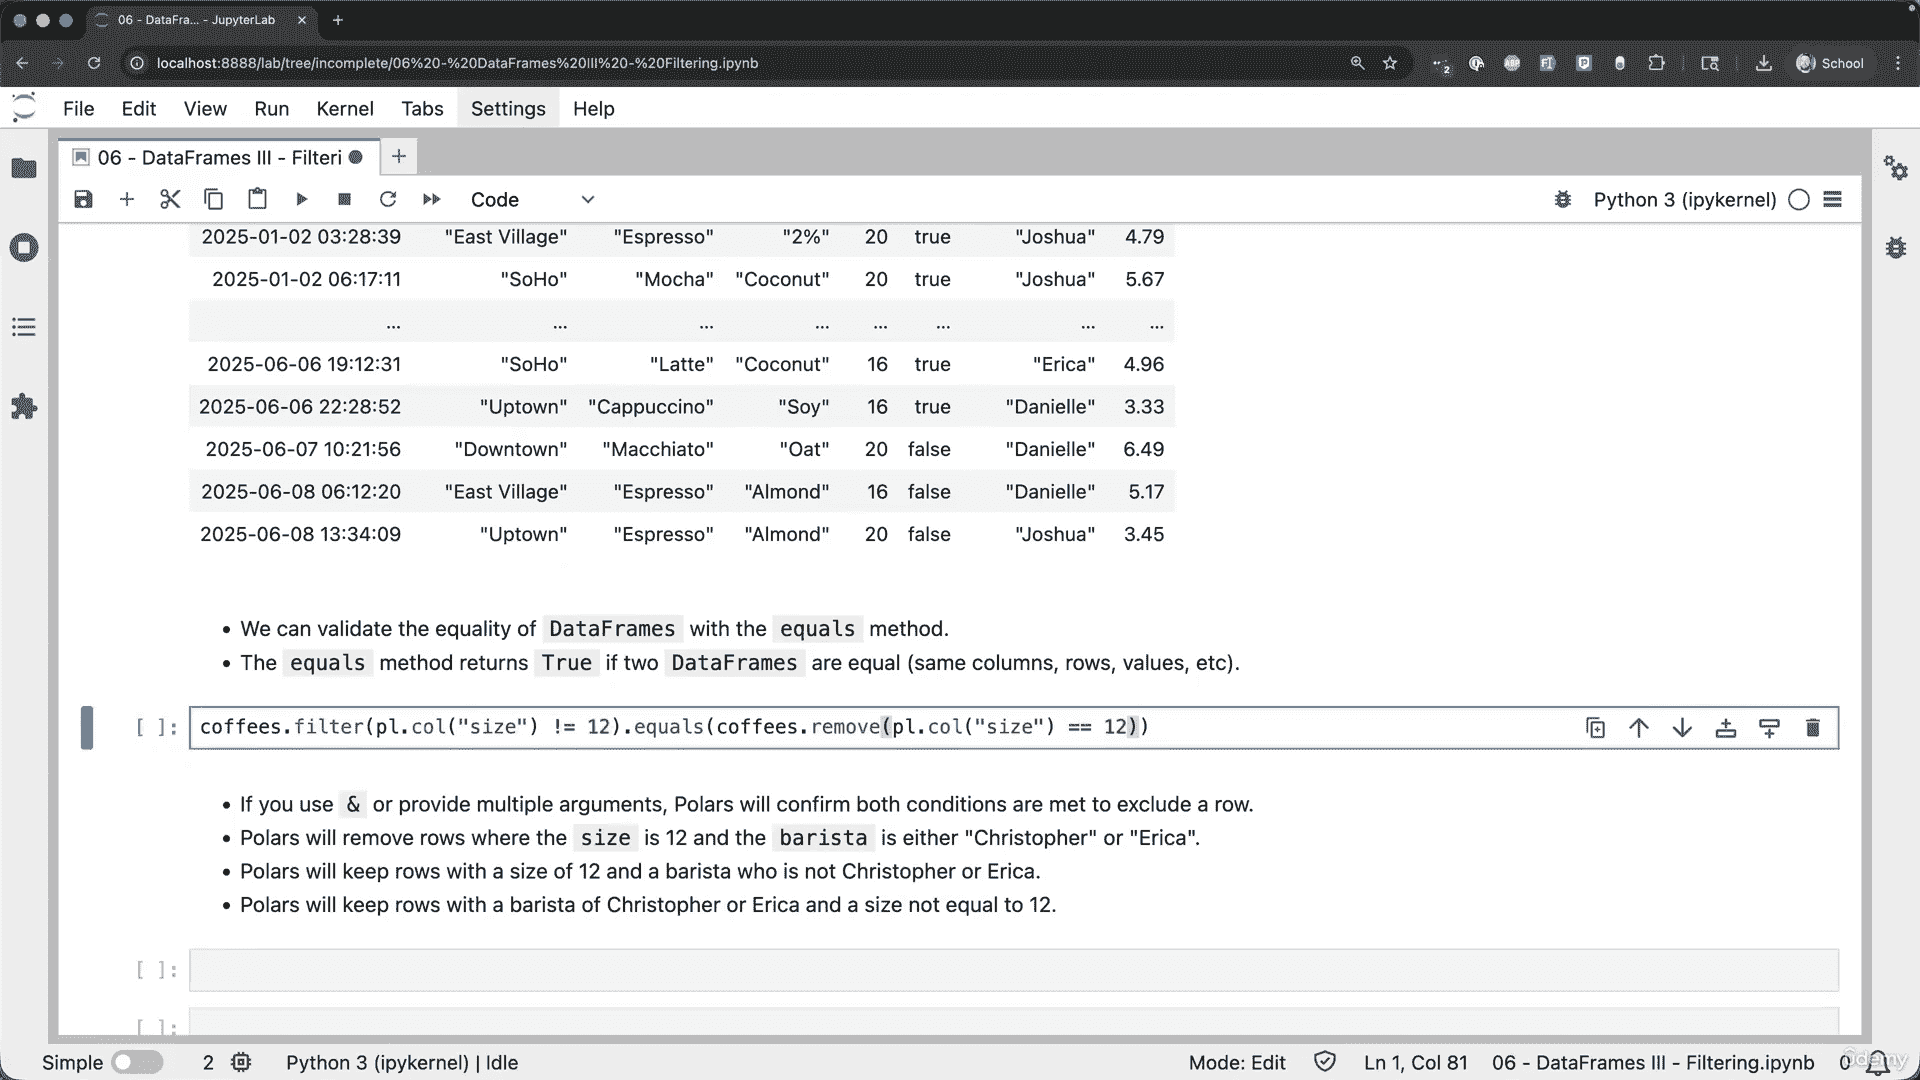 06 - DataFra... - JupyterLab
localhost:8888/lab/tree/incomplete/06%20-%20DataFrames%20III%20-%20Filtering.ipynb
2
School
File Edit View Run Kernel Tabs Settings Help
06 - DataFrames III - Filteri
Code
Python 3 (ipykernel)
2025-01-02 03:28:39 "East Village" "Espresso" "2%" 20 true "Joshua" 4.79
2025-01-02 06:17:11 "SoHo" "Mocha" "Coconut" 20 true "Joshua" 5.67
... ... ... ... ... ... ... ...
2025-06-06 19:12:31 "SoHo" "Latte" "Coconut" 16 true "Erica" 4.96
2025-06-06 22:28:52 "Uptown" "Cappuccino" "Soy" 16 true "Danielle" 3.33
2025-06-07 10:21:56 "Downtown" "Macchiato" "Oat" 20 false "Danielle" 6.49
2025-06-08 06:12:20 "East Village" "Espresso" "Almond" 16 false "Danielle" 5.17
2025-06-08 13:34:09 "Uptown" "Espresso" "Almond" 20 false "Joshua" 3.45
• We can validate the equality of DataFrames with the equals method.
• The equals method returns True if two DataFrames are equal (same columns, rows, values, etc).
[ ]: coffees.filter(pl.col("size") != 12).equals(coffees.remove(pl.col("size") == 12))
• If you use & or provide multiple arguments, Polars will confirm both conditions are met to exclude a row.
• Polars will remove rows where the size is 12 and the barista is either "Christopher" or "Erica".
• Polars will keep rows with a size of 12 and a barista who is not Christopher or Erica.
• Polars will keep rows with a barista of Christopher or Erica and a size not equal to 12.
[ ]:
[ ]:
Simple 2 Python 3 (ipykernel) | Idle Mode: Edit Ln 1, Col 81 06 - DataFrames III - Filtering.ipynb 0
udemy